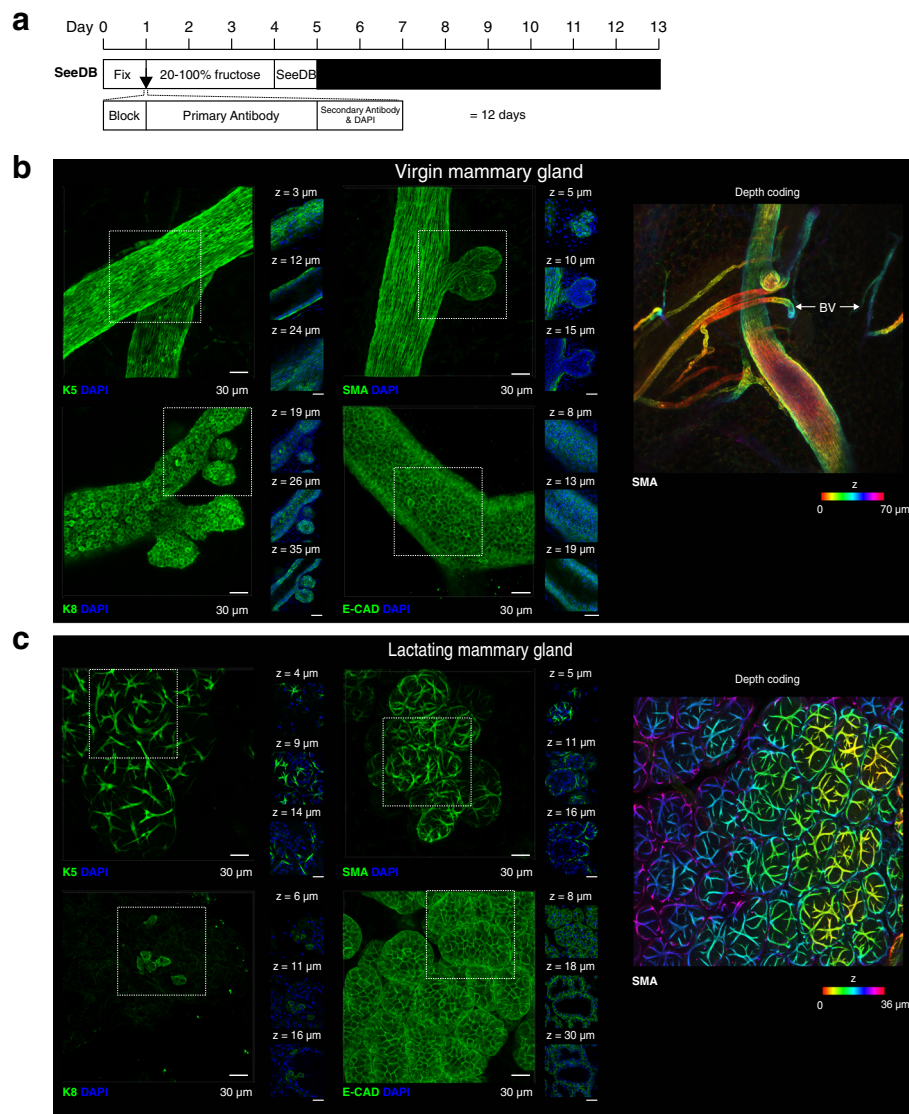 a
Day 0 1 2 3 4 5 6 7 8 9 10 11 12 13
SeeDB Fix 20-100% fructose SeeDB
Block Primary Antibody Secondary Antibody & DAPI = 12 days
b
Virgin mammary gland
z = 3 µm
z = 12 µm
z = 24 µm
K5 DAPI 30 µm
z = 5 µm
z = 10 µm
z = 15 µm
SMA DAPI 30 µm
Depth coding
BV
SMA
z
0 70 µm
z = 19 µm
z = 26 µm
z = 35 µm
K8 DAPI 30 µm
z = 8 µm
z = 13 µm
z = 19 µm
E-CAD DAPI 30 µm
c
Lactating mammary gland
z = 4 µm
z = 9 µm
z = 14 µm
K5 DAPI 30 µm
z = 5 µm
z = 11 µm
z = 16 µm
SMA DAPI 30 µm
Depth coding
SMA
z
0 36 µm
z = 6 µm
z = 11 µm
z = 16 µm
K8 DAPI 30 µm
z = 8 µm
z = 18 µm
z = 30 µm
E-CAD DAPI 30 µm